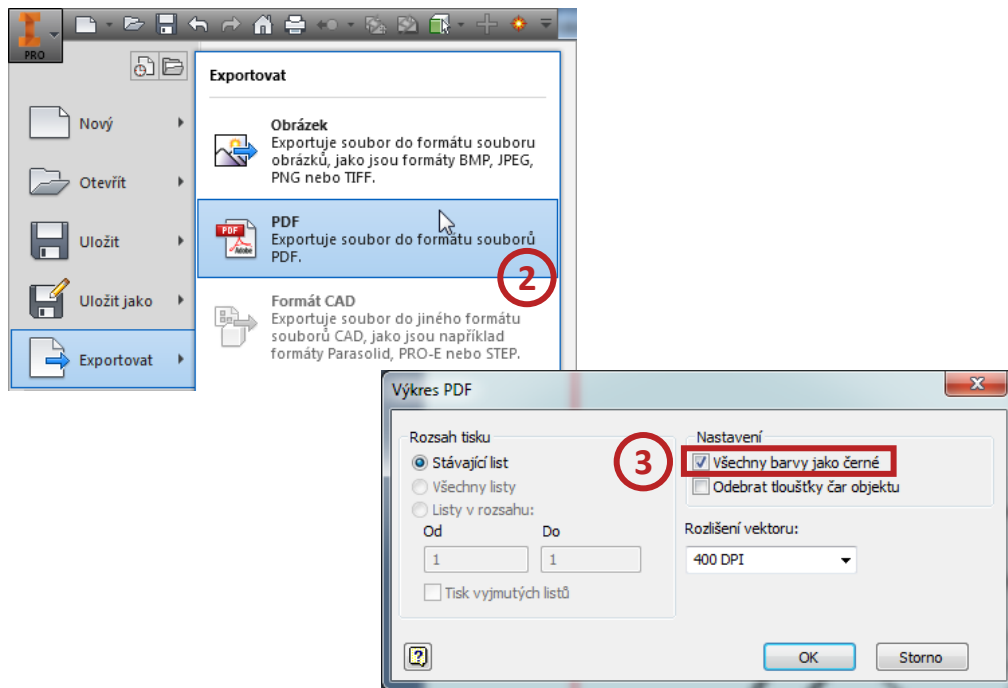 PRO
Exportovat
Nový
Otevřít
Uložit
Uložit jako
Exportovat
Obrázek
Exportuje soubor do formátu souboru
obrázků, jako jsou formáty BMP, JPEG,
PNG nebo TIFF.
PDF
Adobe
PDF
Exportuje soubor do formátu souborů
PDF.
2
Formát CAD
Exportuje soubor do jiného formátu
souborů CAD, jako jsou například
formáty Parasolid, PRO-E nebo STEP.
Výkres PDF
Rozsah tisku
Stávající list
Všechny listy
Listy v rozsahu:
Od
Do
1
1
Tisk vyjmutých listů
3
Nastavení
Všechny barvy jako černé
Odebrat tloušťky čar objektu
Rozlišení vektoru:
400 DPI
OK
Storno